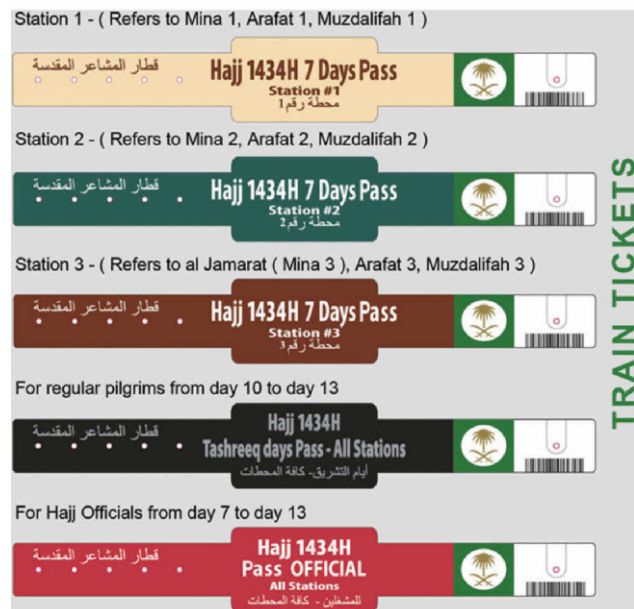 Station 1 - ( Refers to Mina 1, Arafat 1, Muzdalifah 1 )
قطار المشاعر المقدسة
Hajj 1434H 7 Days Pass
Station #1
محطة رقم 1
Station 2 - ( Refers to Mina 2, Arafat 2, Muzdalifah 2 )
قطار المشاعر المقدسة
Hajj 1434H 7 Days Pass
Station #2
محطة رقم 2
Station 3 - ( Refers to al Jamarat ( Mina 3 ), Arafat 3, Muzdalifah 3 )
قطار المشاعر المقدسة
Hajj 1434H 7 Days Pass
Station #3
محطة رقم 3
For regular pilgrims from day 10 to day 13
قطار المشاعر المقدسة
Hajj 1434H
Tashreeq days Pass - All Stations
أيام التشريق - كافة المحطات
For Hajj Officials from day 7 to day 13
قطار المشاعر المقدسة
Hajj 1434H
Pass OFFICIAL
All Stations
للمشغلين - كافة المحطات
TRAIN TICKETS